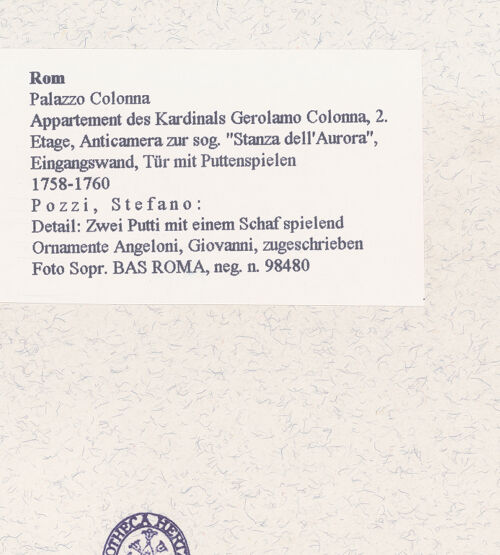 Rom
Palazzo Colonna
Appartement des Kardinals Gerolamo Colonna, 2.
Etage, Anticamera zur sog. "Stanza dell'Aurora",
Eingangswand, Tür mit Puttenspielen
1758-1760
Pozzi, Stefano:
Detail: Zwei Putti mit einem Schaf spielend
Ornamente Angeloni, Giovanni, zugeschrieben
Foto Sopr. BAS ROMA, neg. n. 98480